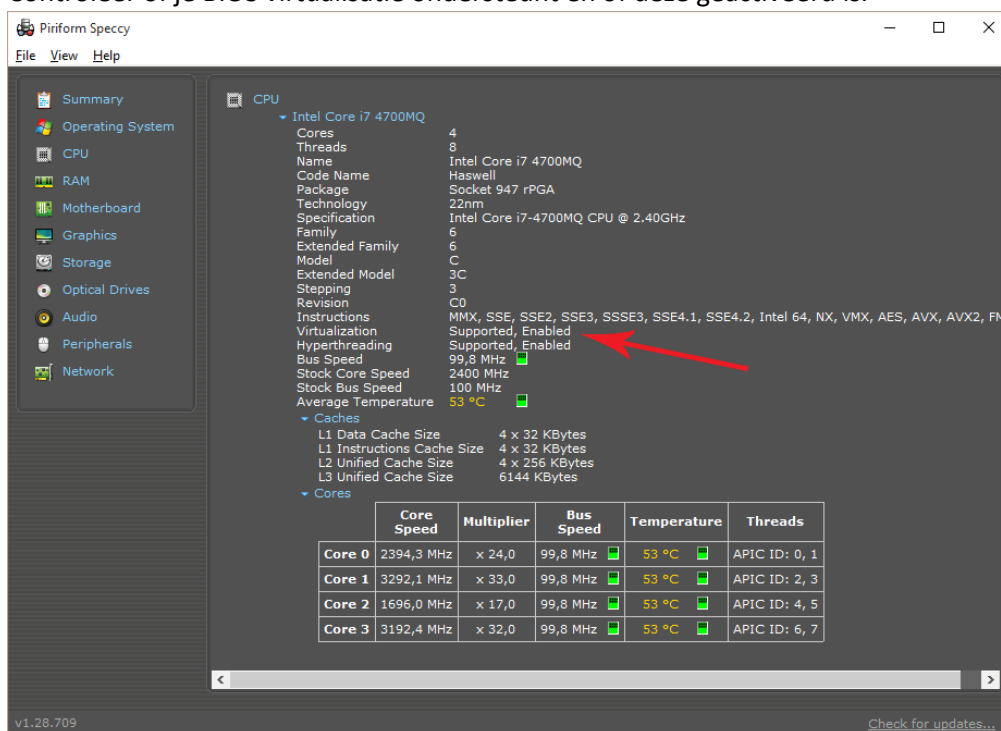 Piriform Speccy
File View Help
Summary
Operating System
CPU
RAM
Motherboard
Graphics
Storage
Optical Drives
Audio
Peripherals
Network
CPU
Intel Core i7 4700MQ
Cores 4
Threads 8
Name Intel Core i7 4700MQ
Code Name Haswell
Package Socket 947 rPGA
Technology 22nm
Specification Intel Core i7-4700MQ CPU @ 2.40GHz
Family 6
Extended Family 6
Model C
Extended Model 3C
Stepping 3
Revision C0
Instructions MMX, SSE, SSE2, SSE3, SSSE3, SSE4.1, SSE4.2, Intel 64, NX, VMX, AES, AVX, AVX2,
Virtualization Supported, Enabled
Hyperthreading Supported, Enabled
Bus Speed 99,8 MHz
Stock Core Speed 2400 MHz
Stock Bus Speed 100 MHz
Average Temperature 53 °C
Caches
L1 Data Cache Size 4 x 32 KBytes
L1 Instructions Cache Size 4 x 32 KBytes
L2 Unified Cache Size 4 x 256 KBytes
L3 Unified Cache Size 6144 KBytes
Cores
Core Speed Multiplier Bus Speed Temperature Threads
Core 0 2394,3 MHz x 24,0 99,8 MHz 53 °C APIC ID: 0, 1
Core 1 3292,1 MHz x 33,0 99,8 MHz 53 °C APIC ID: 2, 3
Core 2 1696,0 MHz x 17,0 99,8 MHz 53 °C APIC ID: 4, 5
Core 3 3192,4 MHz x 32,0 99,8 MHz 53 °C APIC ID: 6, 7
v1.28.709 Check for updates...